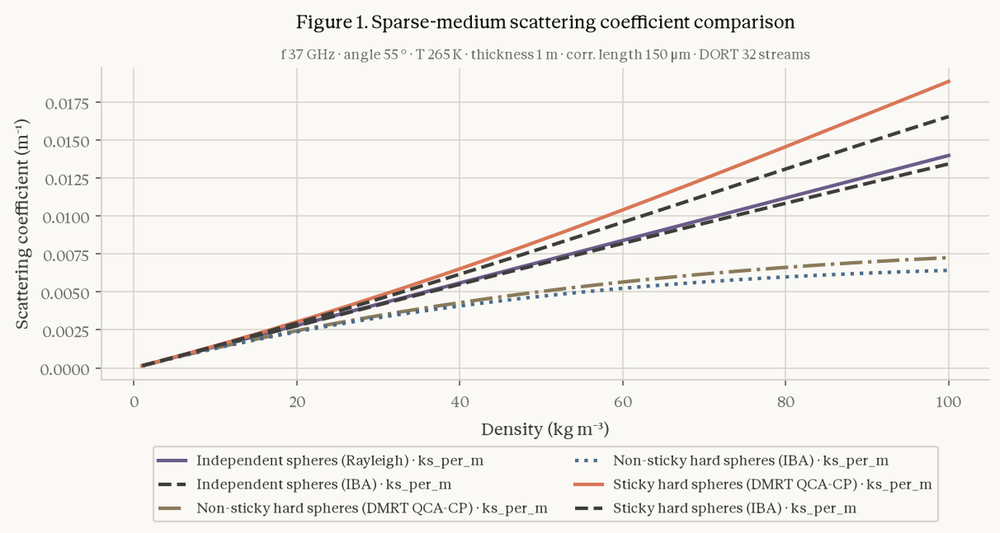 Figure 1. Sparse-medium scattering coefficient comparison
f 37 GHz · angle 55 ° · T 265 K · thickness 1 m · corr. length 150 µm · DORT 32 streams
Scattering coefficient (m⁻¹)
0.0175
0.0150
0.0125
0.0100
0.0075
0.0050
0.0025
0.0000
0 20 40 60 80 100
Density (kg m⁻³)
Independent spheres (Rayleigh) · ks_per_m
Independent spheres (IBA) · ks_per_m
Non-sticky hard spheres (DMRT QCA-CP) · ks_per_m
Non-sticky hard spheres (IBA) · ks_per_m
Sticky hard spheres (DMRT QCA-CP) · ks_per_m
Sticky hard spheres (IBA) · ks_per_m